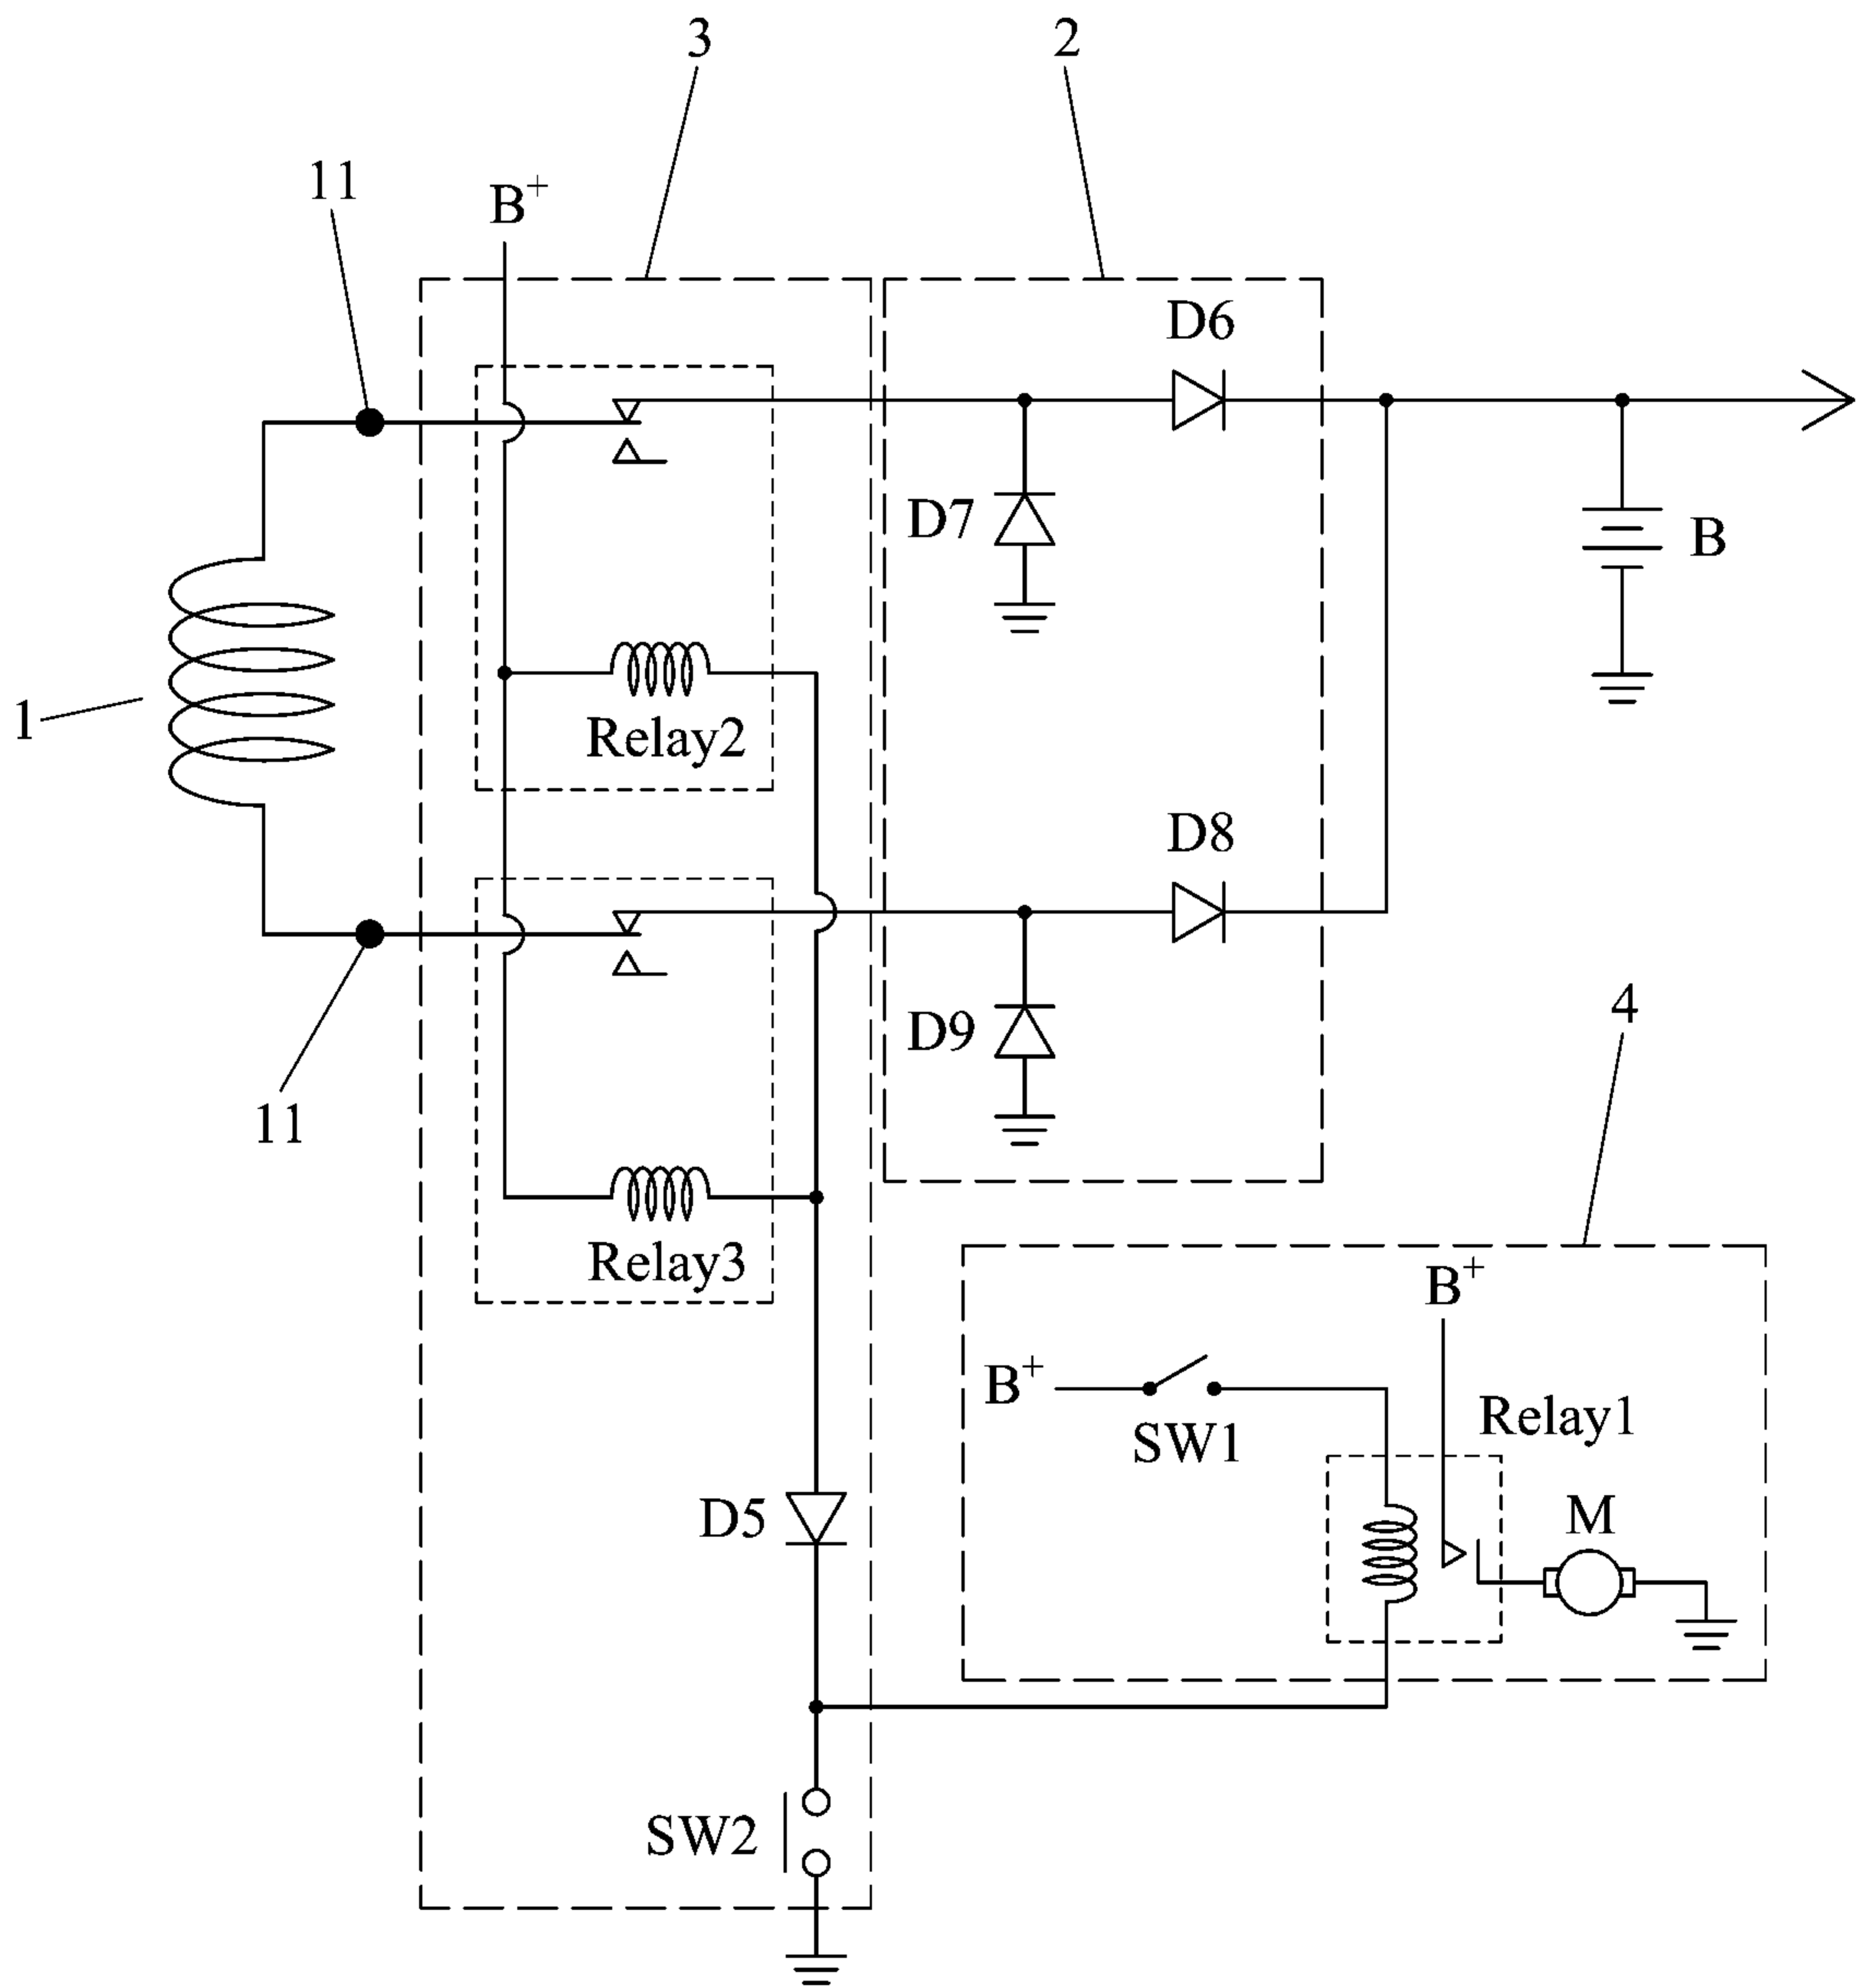 3
2
11
B+
D6
D7
B
1
Relay2
D8
4
D9
11
Relay3
B+
B+
Relay1
SW1
D5
M
SW2